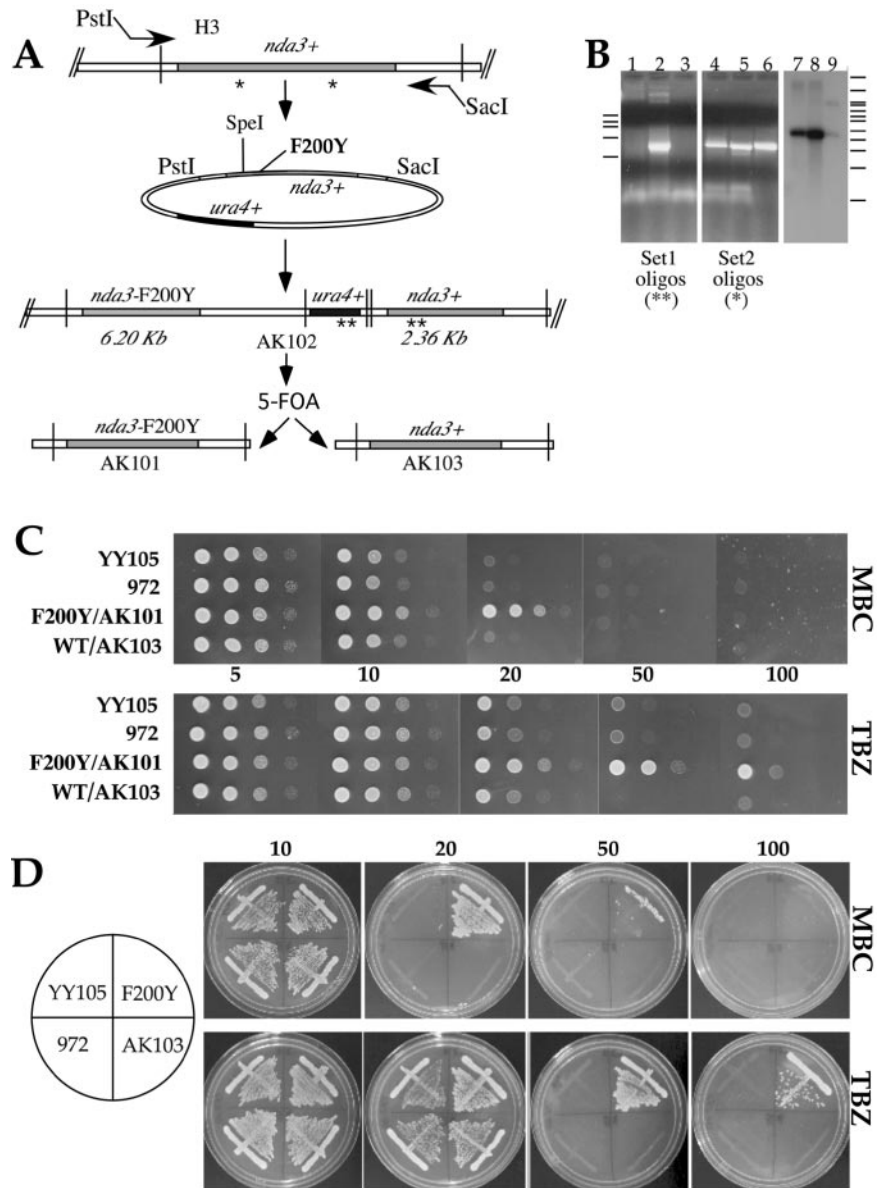 A
PstI
H3
nda3+
* *
SacI
SpeI
F200Y
PstI
SacI
nda3+
ura4+
nda3-F200Y
ura4+
nda3+
** **
6.20 Kb
AK102
2.36 Kb
5-FOA
nda3-F200Y
nda3+
AK101
AK103
B
1 2 3 4 5 6 7 8 9
Set1
oligos
(**)
Set2
oligos
(*)
C
YY105
972
F200Y/AK101
WT/AK103
MBC
5 10 20 50 100
YY105
972
F200Y/AK101
WT/AK103
TBZ
D
10 20 50 100
YY105
F200Y
972
AK103
MBC
TBZ